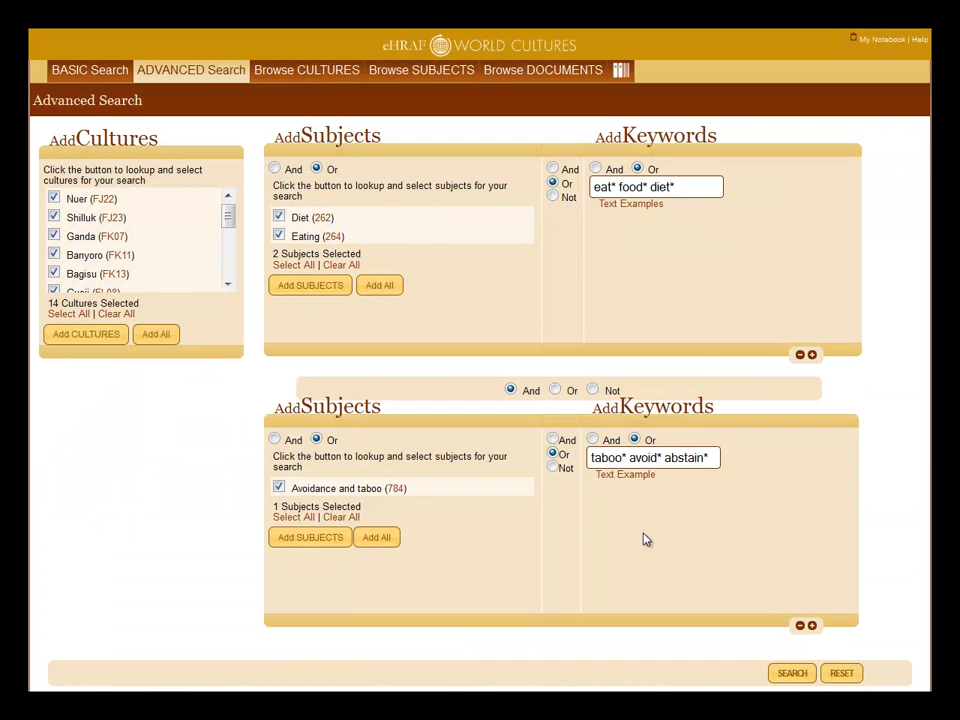 eHRAF WORLD CULTURES
My Notebook | Help
BASIC Search ADVANCED Search Browse CULTURES Browse SUBJECTS Browse DOCUMENTS
Advanced Search
AddCultures
Click the button to lookup and select
cultures for your search
Nuer (FJ22)
Shilluk (FJ23)
Ganda (FK07)
Banyoro (FK11)
Bagisu (FK13)
14 Cultures Selected
Select All | Clear All
Add CULTURES Add All
AddSubjects
And Or
Click the button to lookup and select subjects for your
search
Diet (262)
Eating (264)
2 Subjects Selected
Select All | Clear All
Add SUBJECTS Add All
And
Or
Not
AddKeywords
And Or
eat* food* diet*
Text Examples
And Or Not
AddSubjects
And Or
Click the button to lookup and select subjects for your
search
Avoidance and taboo (784)
1 Subjects Selected
Select All | Clear All
Add SUBJECTS Add All
And
Or
Not
AddKeywords
And Or
taboo* avoid* abstain*
Text Example
SEARCH RESET